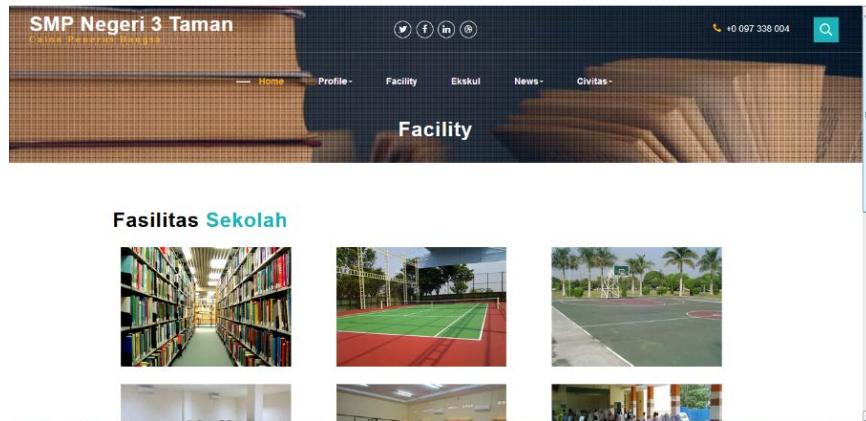 SMP Negeri 3 Taman
Calon Penerus Bangsa
+0 097 338 004
Home Profile Facility Ekskul News Civitas
Facility
Fasilitas Sekolah